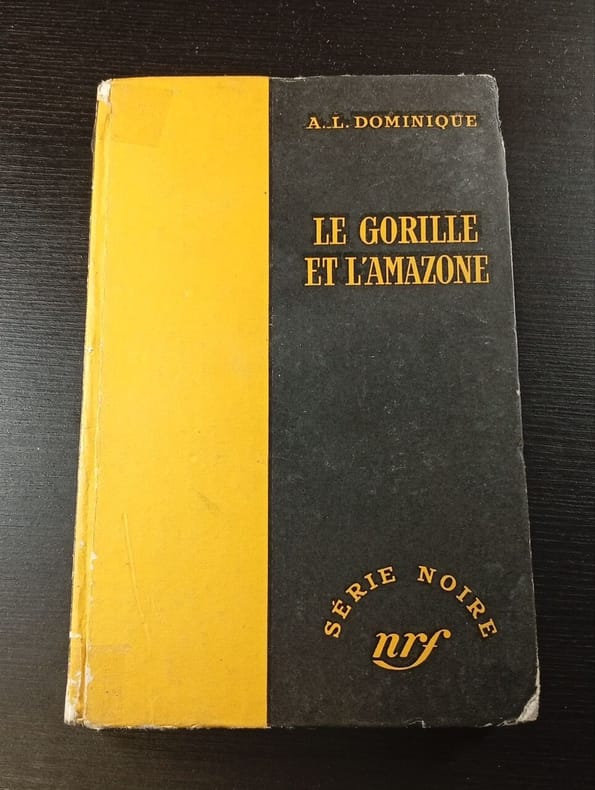 A. L. DOMINIQUE
LE GORILLE
ET L'AMAZONE
SÉRIE NOIRE
nrf